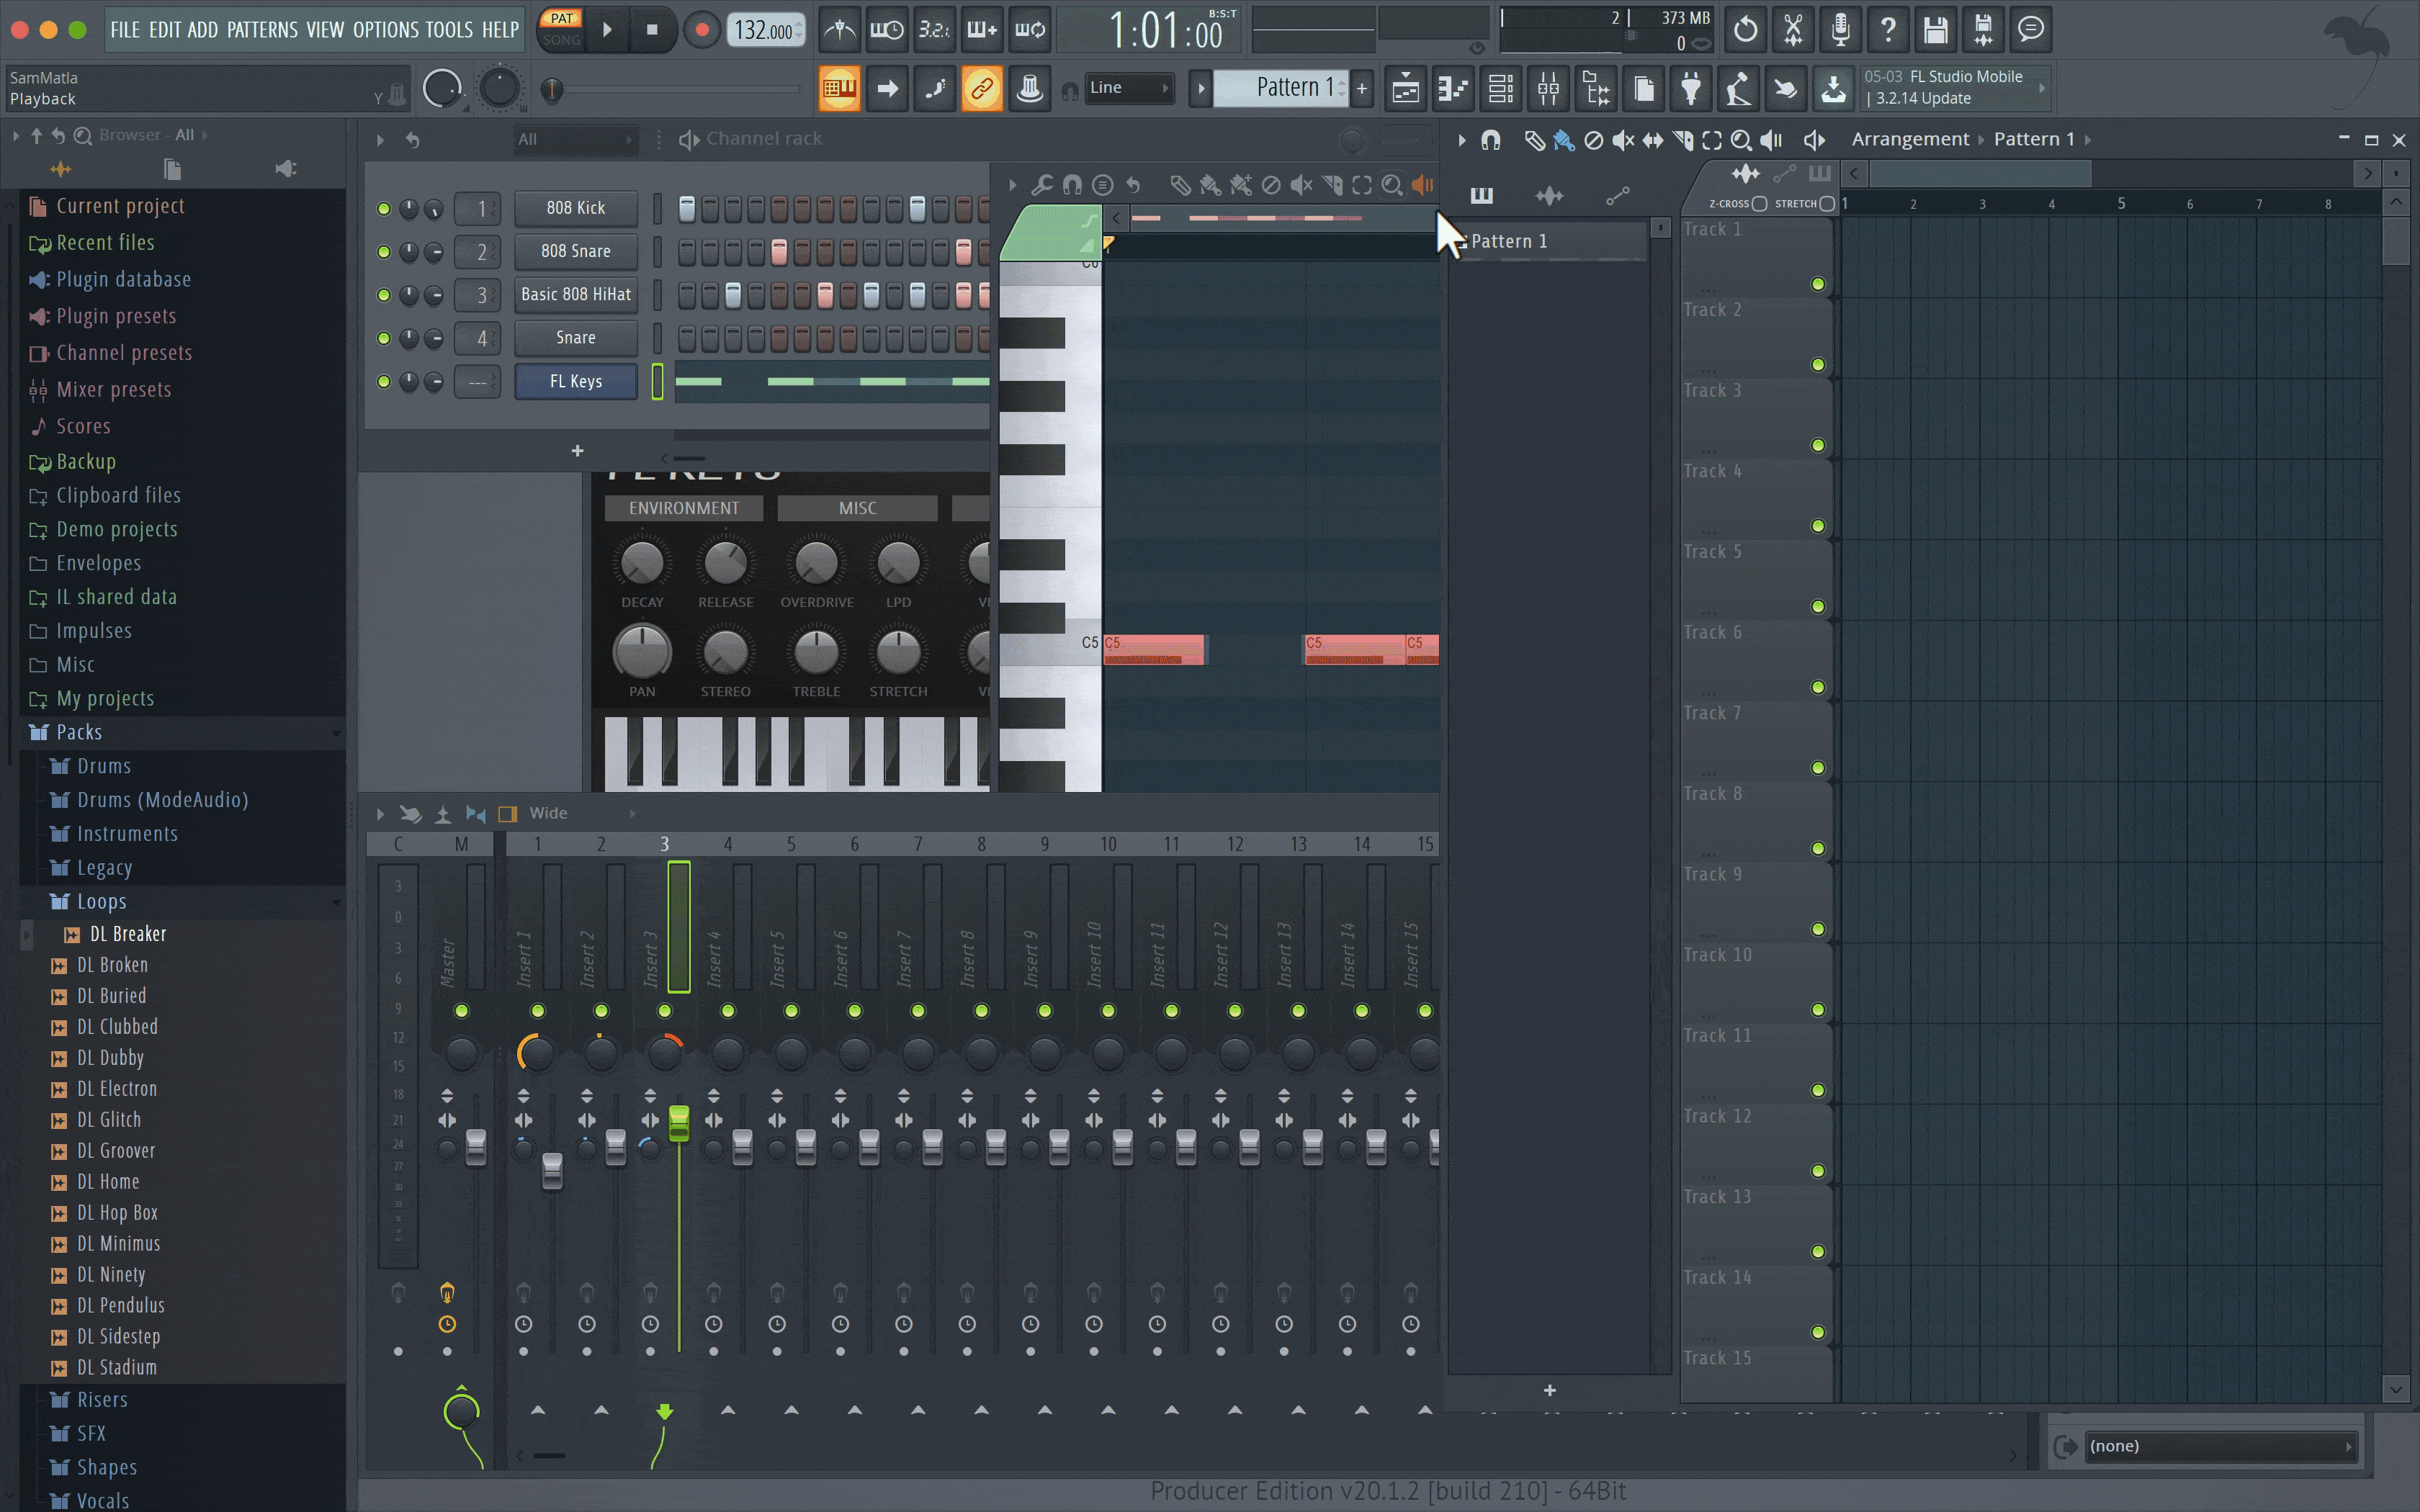 FILE EDIT ADD PATTERNS VIEW OPTIONS TOOLS HELP
PAT
SONG
132.000
3.2.
1:01:00
B:S:T
2
373 MB
0
SamMatla
Playback
Y
Line
Pattern 1
05-03 FL Studio Mobile
| 3.2.14 Update
Browser - All
All
Channel rack
Arrangement
Pattern 1
Current project
Recent files
Plugin database
Plugin presets
Channel presets
Mixer presets
Scores
Backup
Clipboard files
Demo projects
Envelopes
IL shared data
Impulses
Misc
My projects
Packs
Drums
Drums (ModeAudio)
Instruments
Legacy
Loops
DL Breaker
DL Broken
DL Buried
DL Clubbed
DL Dubby
DL Electron
DL Glitch
DL Groover
DL Home
DL Hop Box
DL Minimus
DL Ninety
DL Pendulus
DL Sidestep
DL Stadium
Risers
SFX
Shapes
Vocals
1 808 Kick
2 808 Snare
3 Basic 808 HiHat
4 Snare
--- FL Keys
ENVIRONMENT MISC
DECAY RELEASE OVERDRIVE LPD
PAN STEREO TREBLE STRETCH
C5 C5 C5 C5
Wide
C M 1 2 3 4 5 6 7 8 9 10 11 12 13 14 15
3
0
3
6
9
12
15
18
21
24
27
30
33
Master Insert 1 Insert 2 Insert 3 Insert 4 Insert 5 Insert 6 Insert 7 Insert 8 Insert 9 Insert 10 Insert 11 Insert 12 Insert 13 Insert 14 Insert 15
Pattern 1
Z-CROSS STRETCH
1 2 3 4 5 6 7 8
Track 1
Track 2
Track 3
Track 4
Track 5
Track 6
Track 7
Track 8
Track 9
Track 10
Track 11
Track 12
Track 13
Track 14
Track 15
(none)
Producer Edition v20.1.2 [build 210] - 64Bit